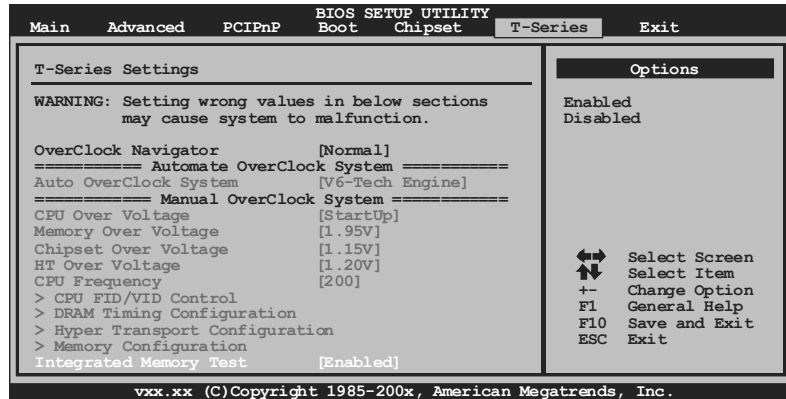 BIOS SETUP UTILITY
Main Advanced PCIPnP Boot Chipset T-Series Exit
T-Series Settings
WARNING: Setting wrong values in below sections
may cause system to malfunction.
OverClock Navigator [Normal]
=========== Automate OverClock System ===========
Auto OverClock System [V6-Tech Engine]
============ Manual OverClock System ============
CPU Over Voltage [StartUp]
Memory Over Voltage [1.95V]
Chipset Over Voltage [1.15V]
HT Over Voltage [1.20V]
CPU Frequency [200]
> CPU FID/VID Control
> DRAM Timing Configuration
> Hyper Transport Configuration
> Memory Configuration
Integrated Memory Test [Enabled]
Options
Enabled
Disabled
Select Screen
Select Item
+- Change Option
F1 General Help
F10 Save and Exit
ESC Exit
vxx.xx (C)Copyright 1985-200x, American Megatrends, Inc.